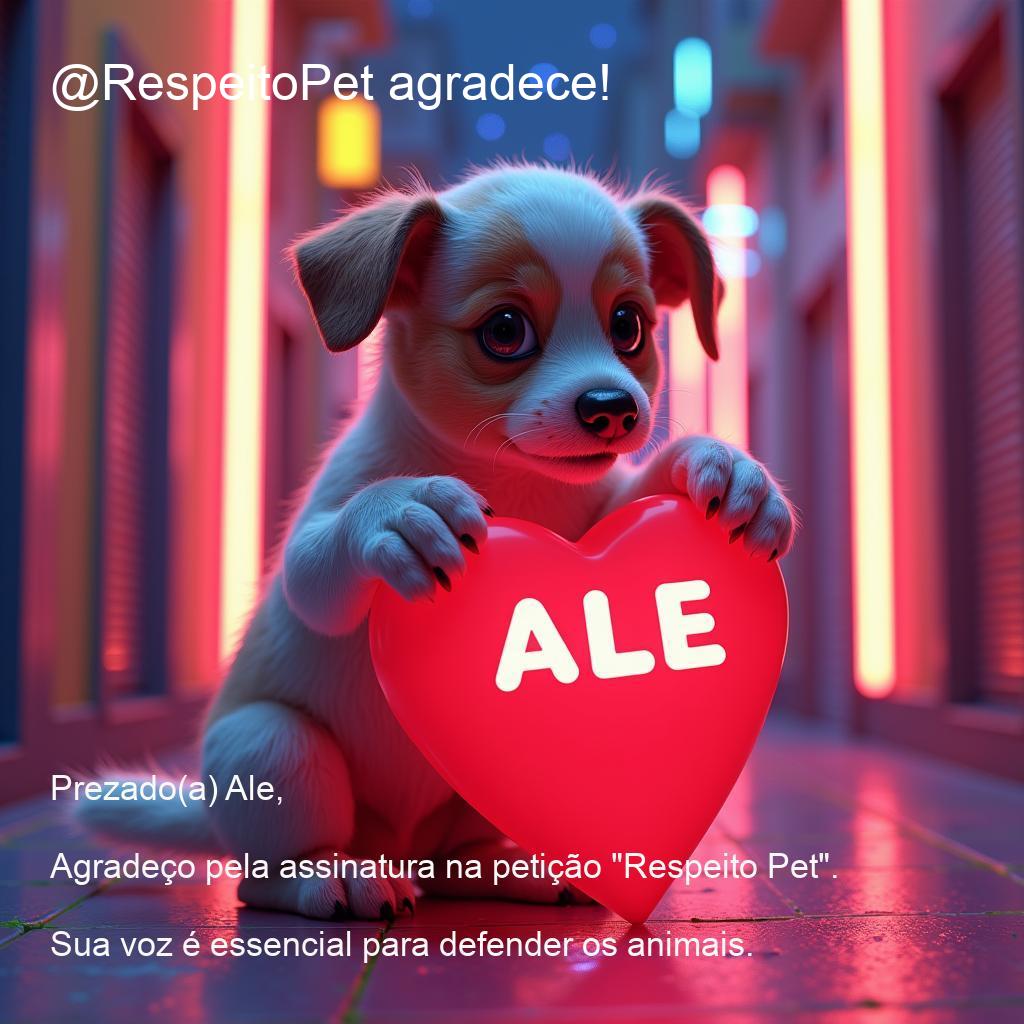 @RespeitoPet agradece!
ALE
Prezado(a) Ale,
Agradeço pela assinatura na petição "Respeito Pet".
Sua voz é essencial para defender os animais.